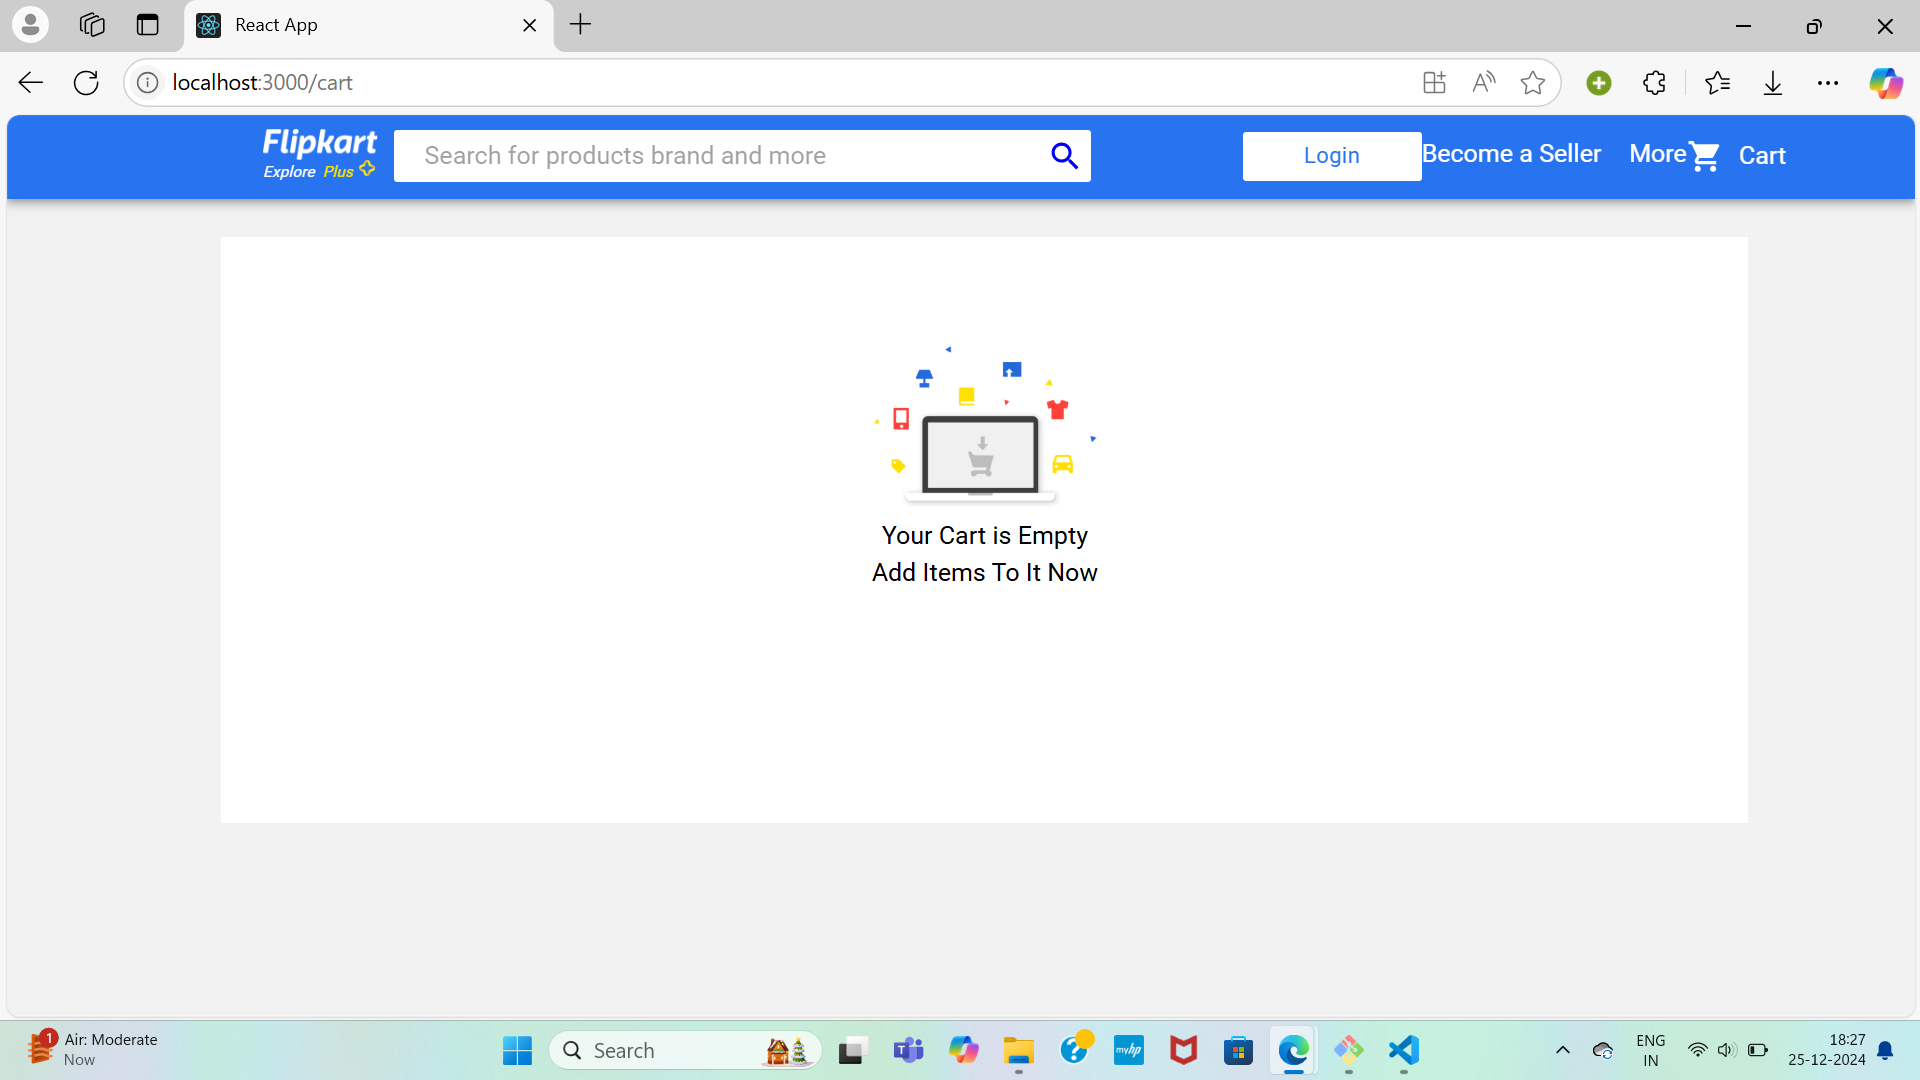 React App
localhost:3000/cart
Flipkart
Explore Plus
Search for products brand and more
Login
Become a Seller
More
Cart
Your Cart is Empty
Add Items To It Now
1
Air: Moderate
Now
Search
myhp
ENG
IN
18:27
25-12-2024